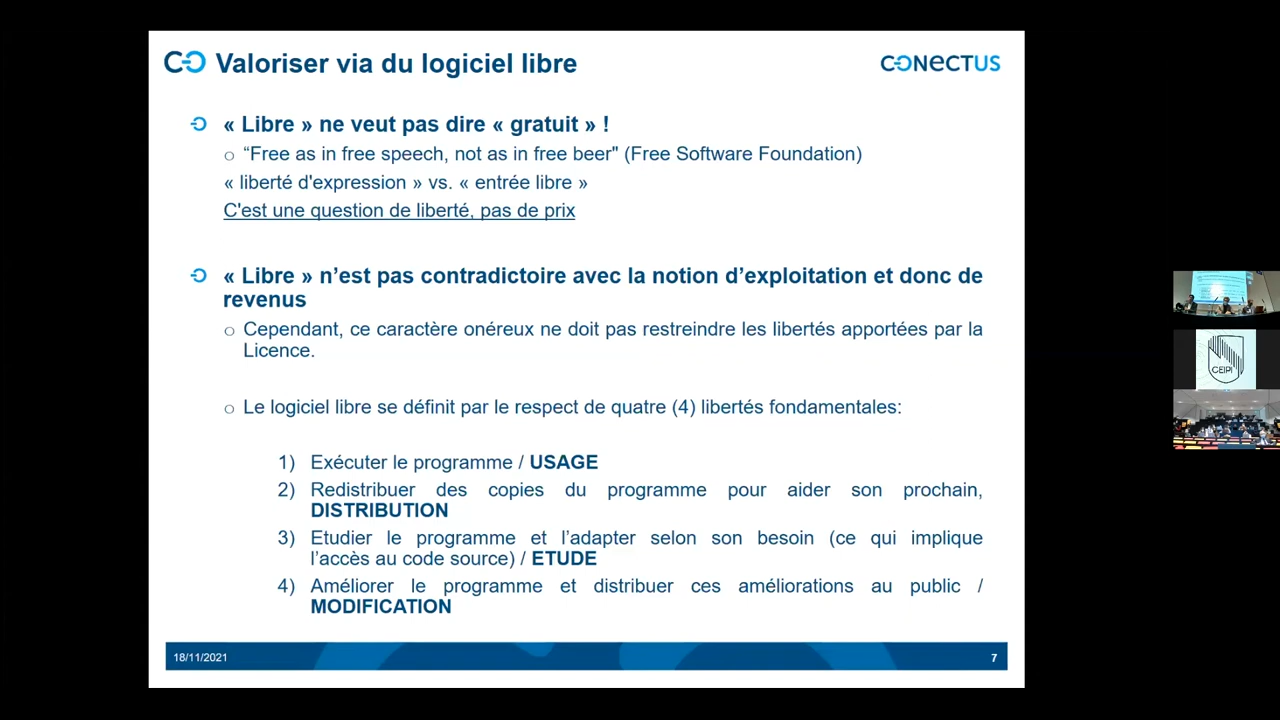 Valoriser via du logiciel libre
CONECTUS
« Libre » ne veut pas dire « gratuit » !
o “Free as in free speech, not as in free beer" (Free Software Foundation)
« liberté d'expression » vs. « entrée libre »
C'est une question de liberté, pas de prix
« Libre » n’est pas contradictoire avec la notion d’exploitation et donc de
revenus
o Cependant, ce caractère onéreux ne doit pas restreindre les libertés apportées par la
Licence.
o Le logiciel libre se définit par le respect de quatre (4) libertés fondamentales:
1) Exécuter le programme / USAGE
2) Redistribuer des copies du programme pour aider son prochain,
DISTRIBUTION
3) Etudier le programme et l’adapter selon son besoin (ce qui implique
l’accès au code source) / ETUDE
4) Améliorer le programme et distribuer ces améliorations au public /
MODIFICATION
18/11/2021
7
CEIPI